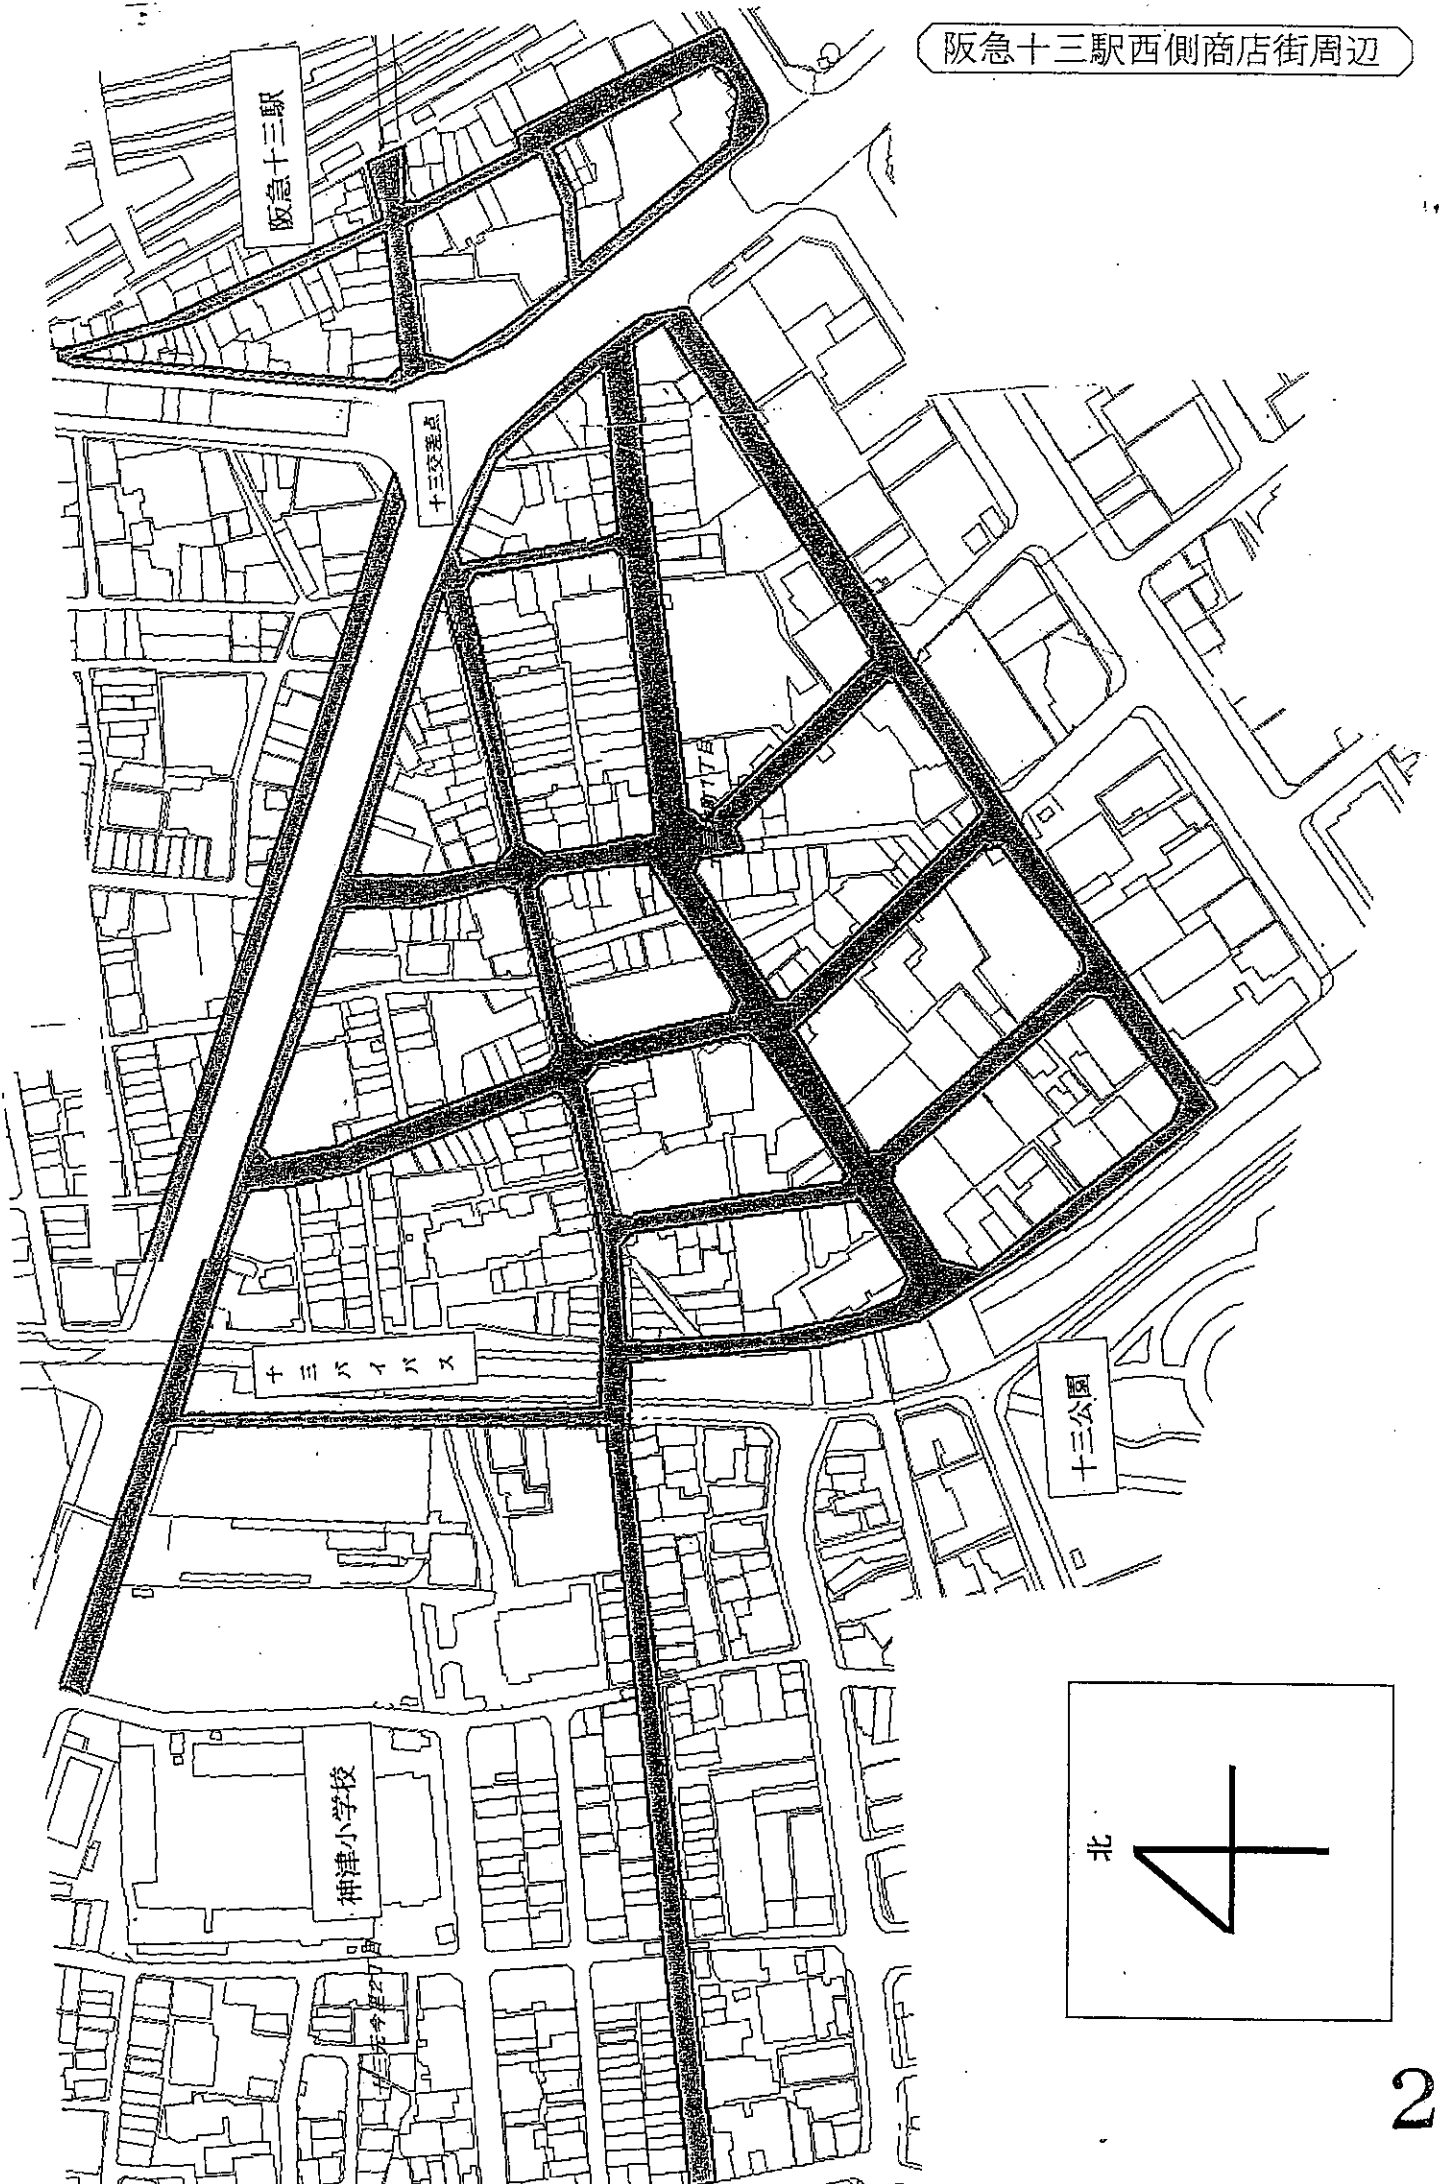 阪急十三駅西側商店街周辺
阪急十三駅
十三交差点
十三バイパス
十三公園
神津小学校
北
2